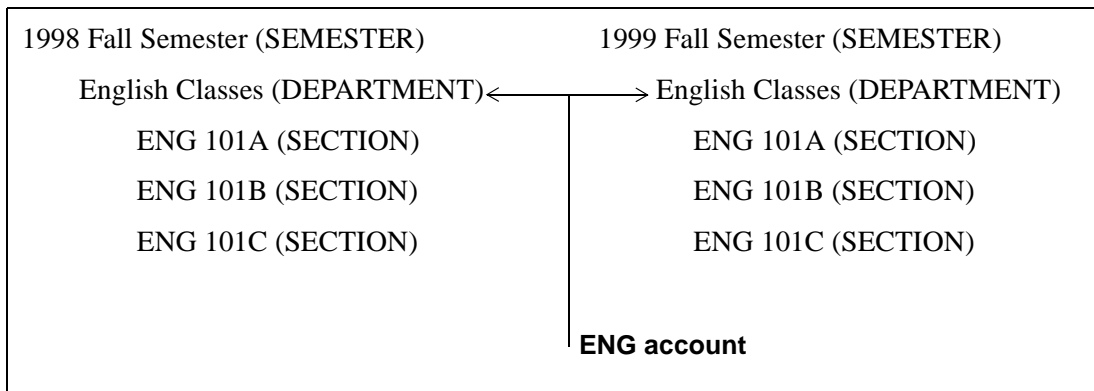 1998 Fall Semester (SEMESTER) 1999 Fall Semester (SEMESTER)
English Classes (DEPARTMENT) English Classes (DEPARTMENT)
ENG 101A (SECTION) ENG 101A (SECTION)
ENG 101B (SECTION) ENG 101B (SECTION)
ENG 101C (SECTION) ENG 101C (SECTION)
ENG account